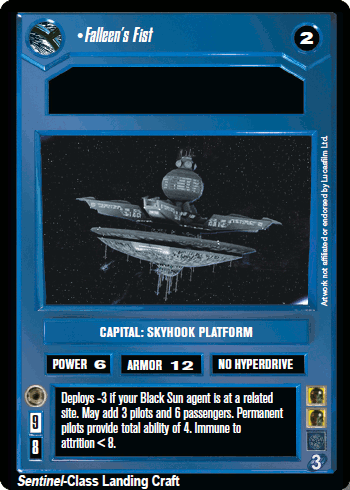 • Falleen's Fist
2
Artwork not affiliated or endorsed by Lucasfilm Ltd.
CAPITAL: SKYHOOK PLATFORM
POWER 6
ARMOR 12
NO HYPERDRIVE
9
8
Deploys -3 if your Black Sun agent is at a related
site. May add 3 pilots and 6 passengers. Permanent
pilots provide total ability of 4. Immune to
attrition < 8.
3
Sentinel-Class Landing Craft